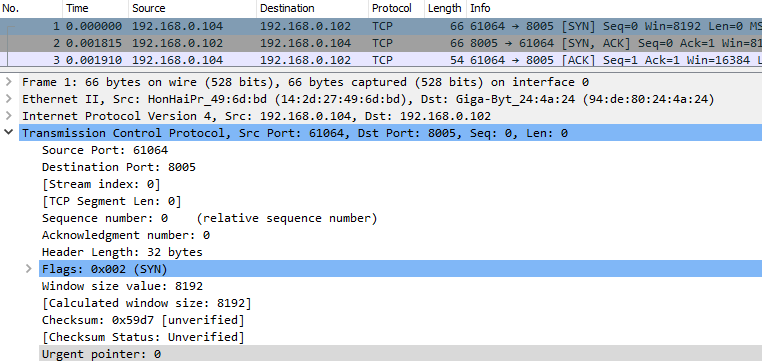 No. Time Source Destination Protocol Length Info
1 0.000000 192.168.0.104 192.168.0.102 TCP 66 61064 → 8005 [SYN] Seq=0 Win=8192 Len=0 MS
2 0.001815 192.168.0.102 192.168.0.104 TCP 66 8005 → 61064 [SYN, ACK] Seq=0 Ack=1 Win=81
3 0.001910 192.168.0.104 192.168.0.102 TCP 54 61064 → 8005 [ACK] Seq=1 Ack=1 Win=16384 L
Frame 1: 66 bytes on wire (528 bits), 66 bytes captured (528 bits) on interface 0
Ethernet II, Src: HonHaiPr_49:6d:bd (14:2d:27:49:6d:bd), Dst: Giga-Byt_24:4a:24 (94:de:80:24:4a:24)
Internet Protocol Version 4, Src: 192.168.0.104, Dst: 192.168.0.102
Transmission Control Protocol, Src Port: 61064, Dst Port: 8005, Seq: 0, Len: 0
Source Port: 61064
Destination Port: 8005
[Stream index: 0]
[TCP Segment Len: 0]
Sequence number: 0 (relative sequence number)
Acknowledgment number: 0
Header Length: 32 bytes
Flags: 0x002 (SYN)
Window size value: 8192
[Calculated window size: 8192]
Checksum: 0x59d7 [unverified]
[Checksum Status: Unverified]
Urgent pointer: 0